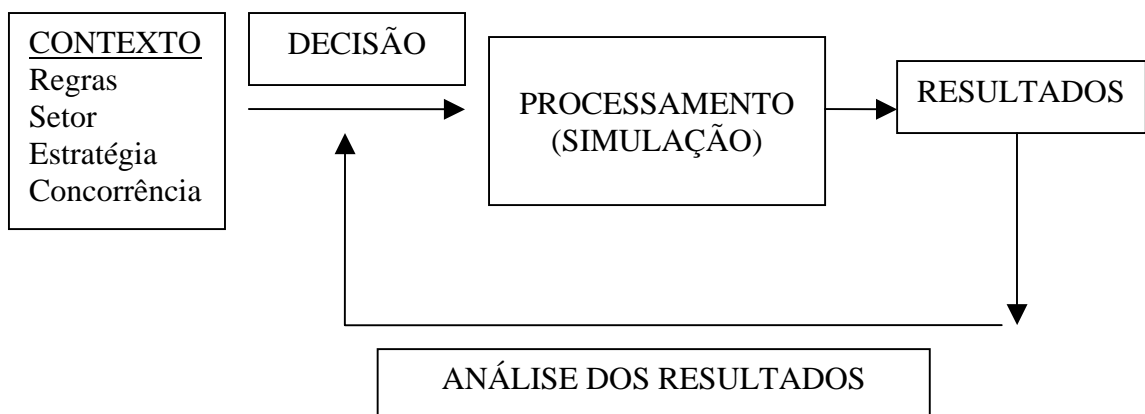 CONTEXTO
Regras
Setor
Estratégia
Concorrência
DECISÃO
PROCESSAMENTO
(SIMULAÇÃO)
RESULTADOS
ANÁLISE DOS RESULTADOS